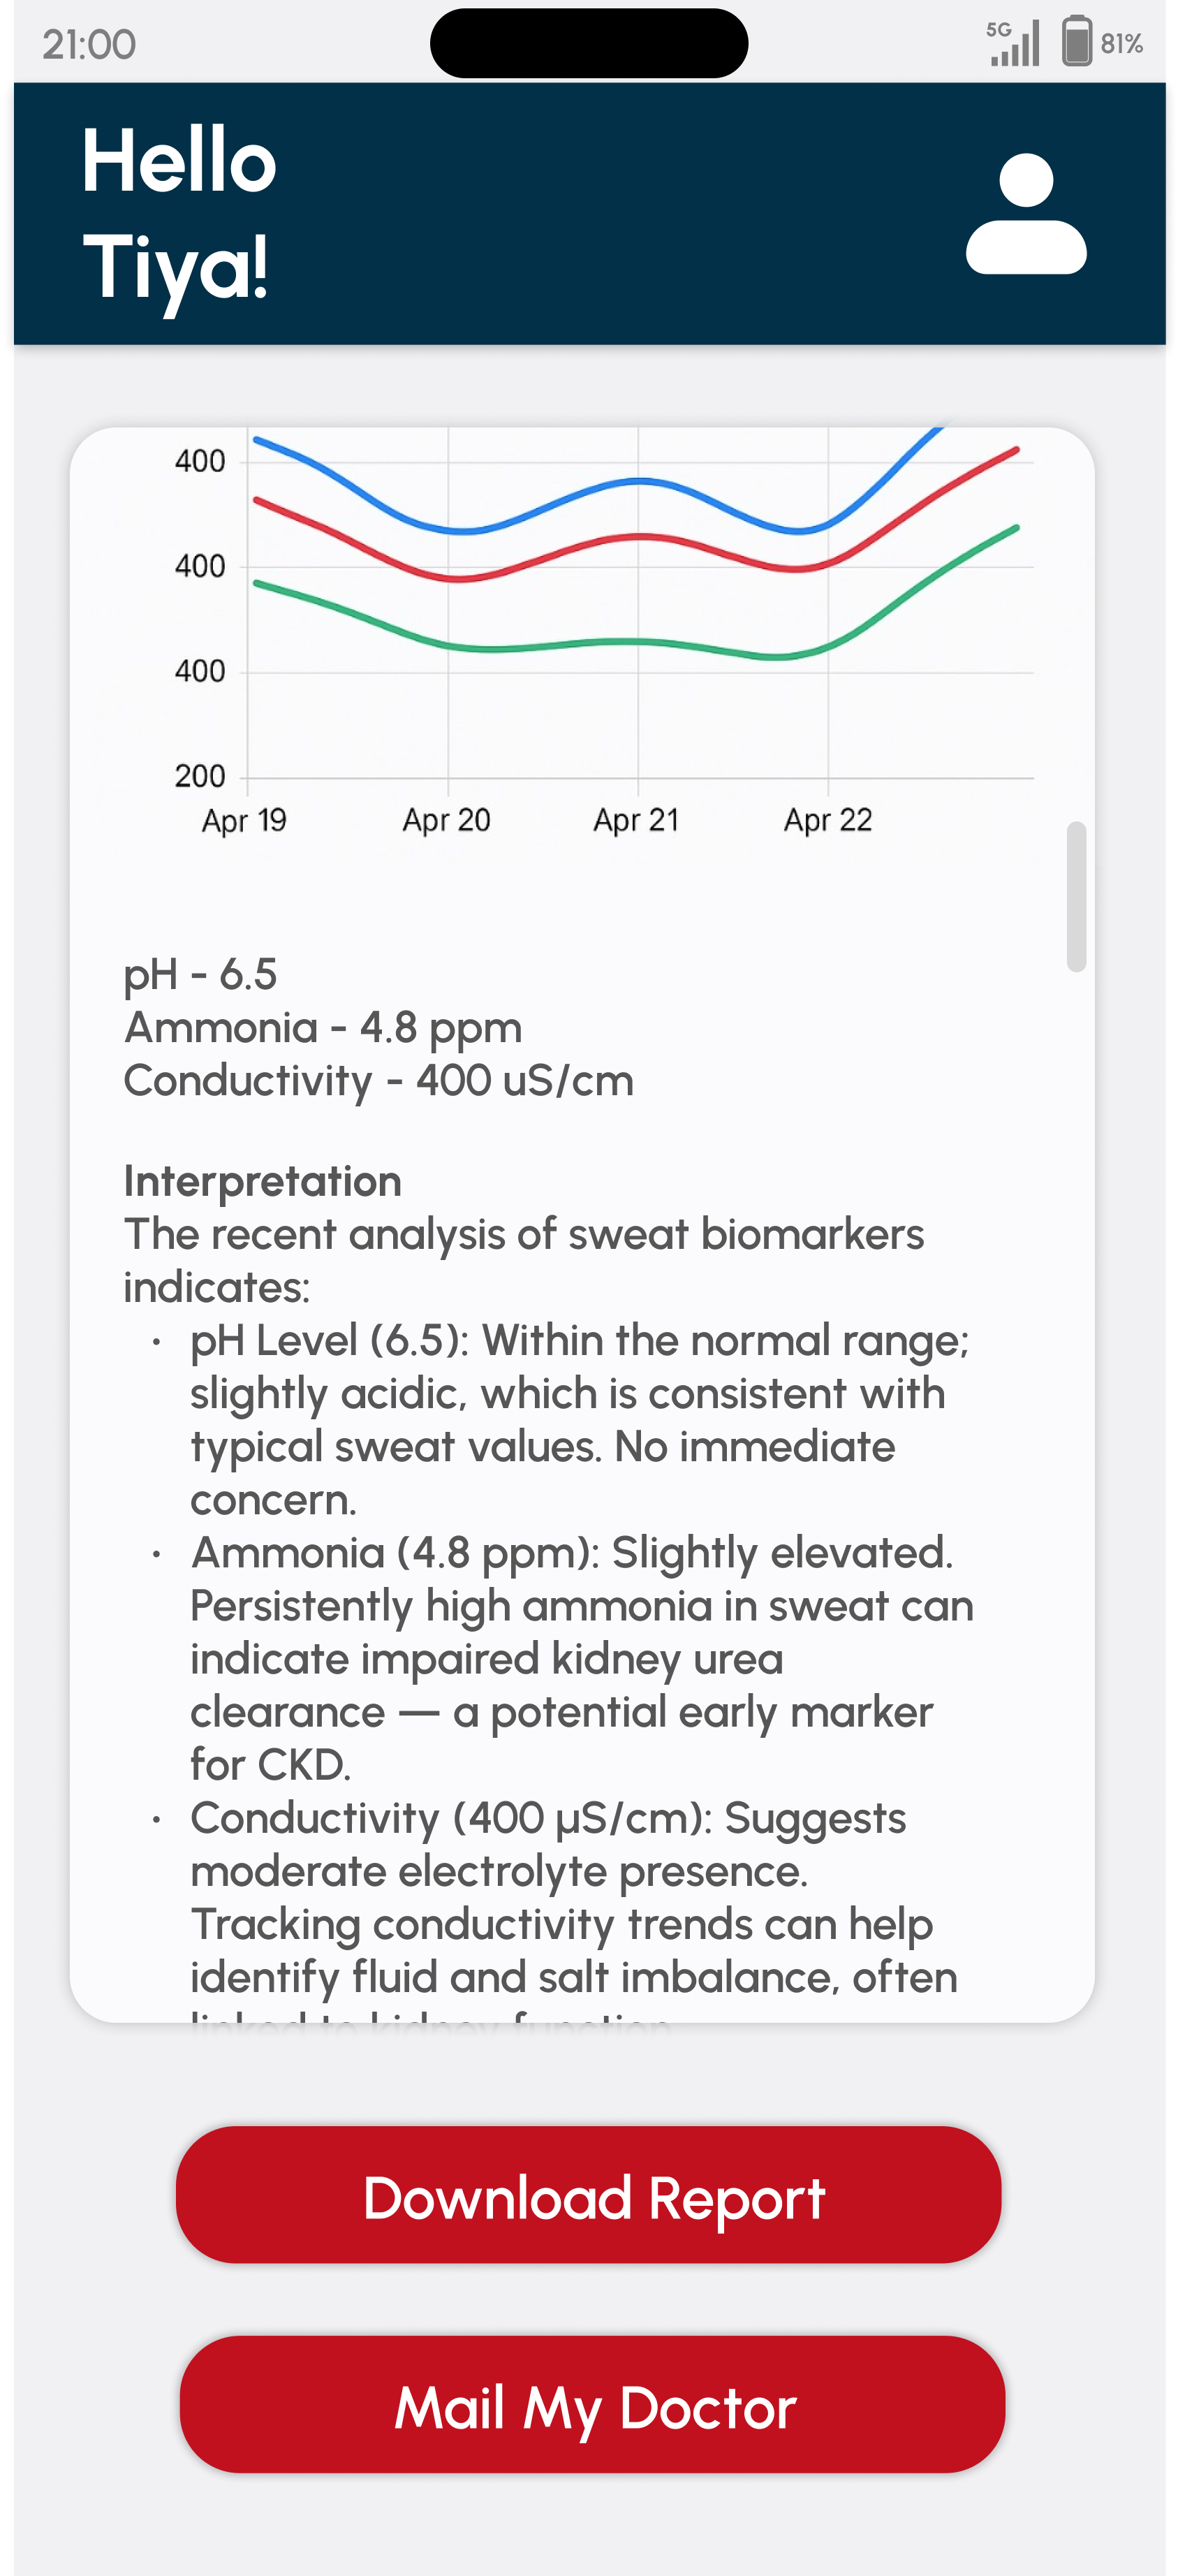 21:00
5G
81%
Hello
Tiya!
400
400
400
200
Apr 19 Apr 20 Apr 21 Apr 22
pH - 6.5
Ammonia - 4.8 ppm
Conductivity - 400 uS/cm
Interpretation
The recent analysis of sweat biomarkers
indicates:
· pH Level (6.5): Within the normal range;
slightly acidic, which is consistent with
typical sweat values. No immediate
concern.
· Ammonia (4.8 ppm): Slightly elevated.
Persistently high ammonia in sweat can
indicate impaired kidney urea
clearance — a potential early marker
for CKD.
· Conductivity (400 µS/cm): Suggests
moderate electrolyte presence.
Tracking conductivity trends can help
identify fluid and salt imbalance, often
linked to kidney function
Download Report
Mail My Doctor